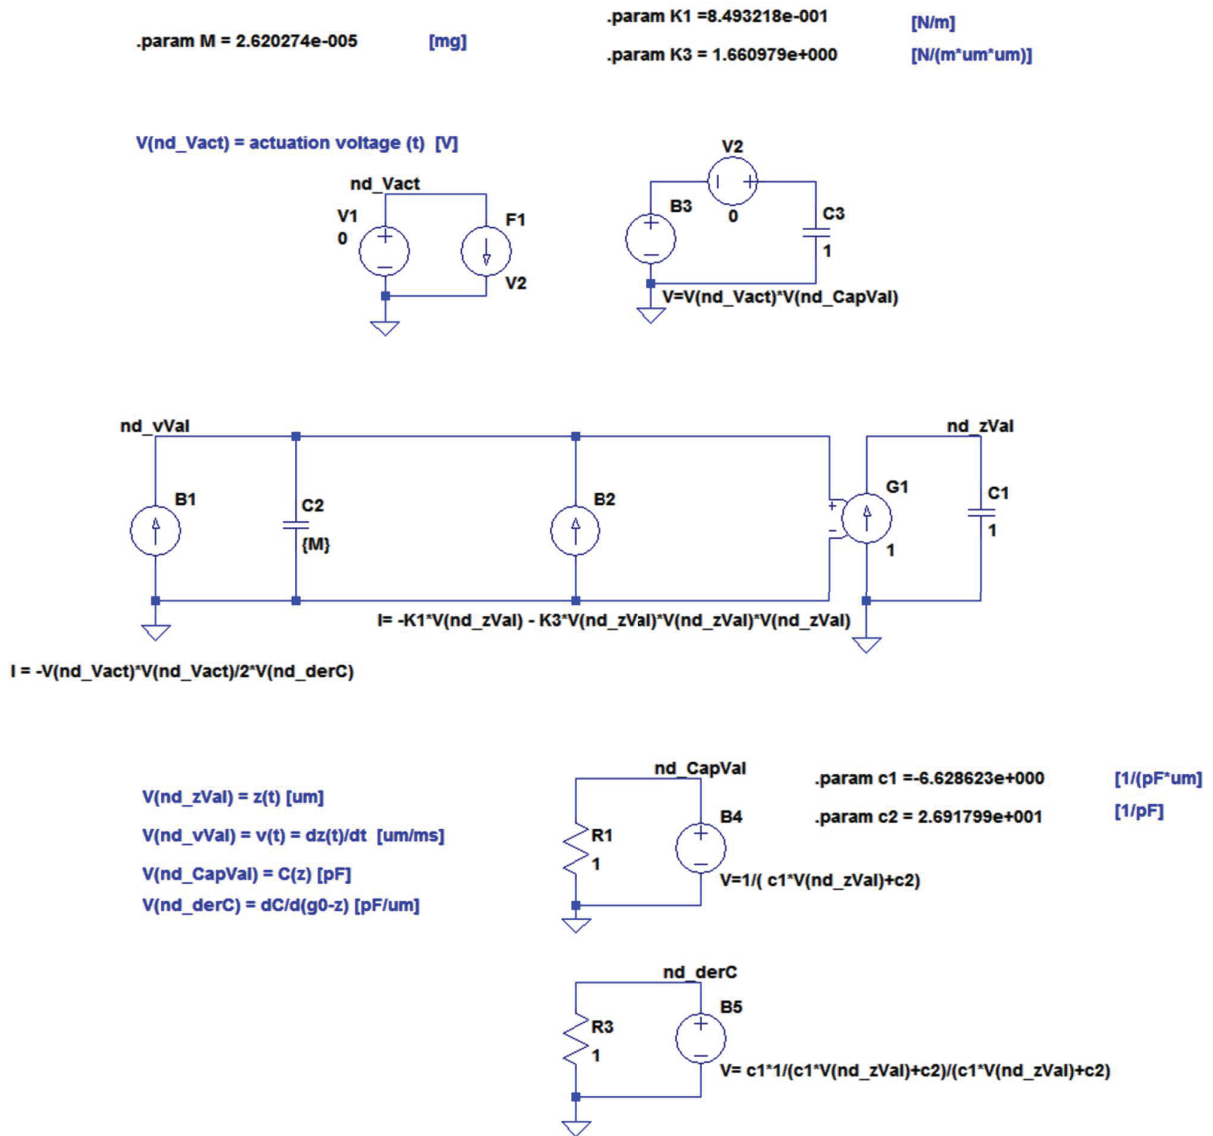 .param M = 2.620274e-005 [mg]
.param K1 =8.493218e-001 [N/m]
.param K3 = 1.660979e+000 [N/(m*um*um)]
V(nd_Vact) = actuation voltage (t) [V]
nd_Vact
V1
0
F1
V2
V2
0
B3
C3
1
V=V(nd_Vact)*V(nd_CapVal)
nd_vVal
B1
C2
{M}
B2
G1
1
nd_zVal
C1
1
I= -K1*V(nd_zVal) - K3*V(nd_zVal)*V(nd_zVal)*V(nd_zVal)
I = -V(nd_Vact)*V(nd_Vact)/2*V(nd_derC)
V(nd_zVal) = z(t) [um]
V(nd_vVal) = v(t) = dz(t)/dt [um/ms]
V(nd_CapVal) = C(z) [pF]
V(nd_derC) = dC/d(g0-z) [pF/um]
nd_CapVal
R1
1
B4
V=1/( c1*V(nd_zVal)+c2)
.param c1 =-6.628623e+000 [1/(pF*um]
.param c2 = 2.691799e+001 [1/pF]
nd_derC
R3
1
B5
V= c1*1/(c1*V(nd_zVal)+c2)/(c1*V(nd_zVal)+c2)